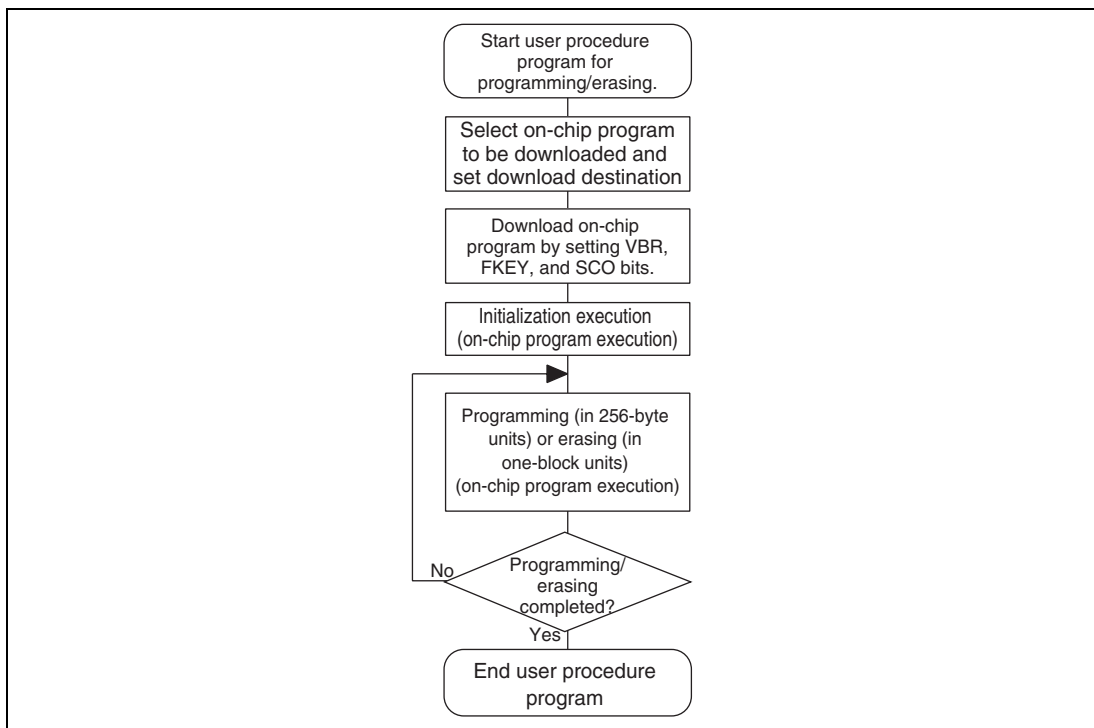 Start user procedure
program for
programming/erasing.
Select on-chip program
to be downloaded and
set download destination
Download on-chip
program by setting VBR,
FKEY, and SCO bits.
Initialization execution
(on-chip program execution)
Programming (in 256-byte
units) or erasing (in
one-block units)
(on-chip program execution)
No
Programming/
erasing
completed?
Yes
End user procedure
program